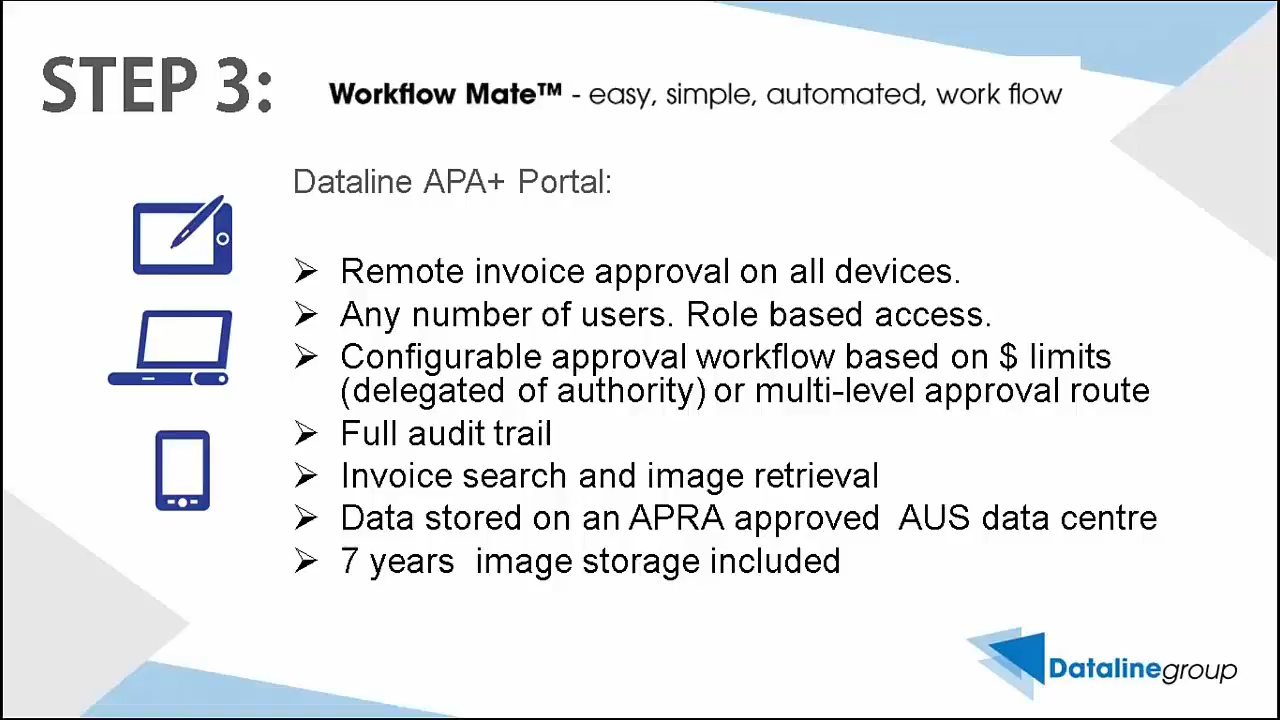 STEP 3:
Workflow Mate™ - easy, simple, automated, work flow
Dataline APA+ Portal:
➢ Remote invoice approval on all devices.
➢ Any number of users. Role based access.
➢ Configurable approval workflow based on $ limits
(delegated of authority) or multi-level approval route
➢ Full audit trail
➢ Invoice search and image retrieval
➢ Data stored on an APRA approved  AUS data centre
➢ 7 years  image storage included
Datalinegroup